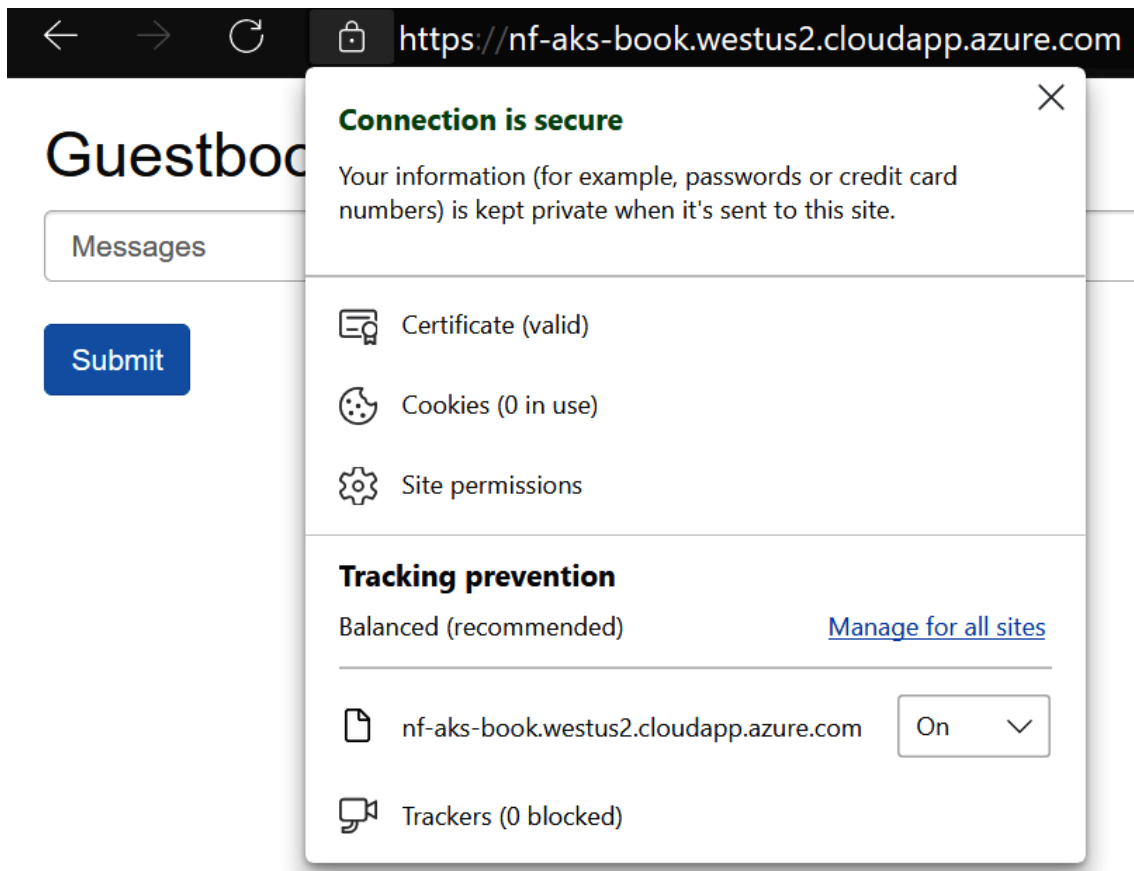 https://nf-aks-book.westus2.cloudapp.azure.com
Guestboo
Messages
Submit
Connection is secure
Your information (for example, passwords or credit card
numbers) is kept private when it's sent to this site.
Certificate (valid)
Cookies (0 in use)
Site permissions
Tracking prevention
Balanced (recommended) Manage for all sites
nf-aks-book.westus2.cloudapp.azure.com On
Trackers (0 blocked)